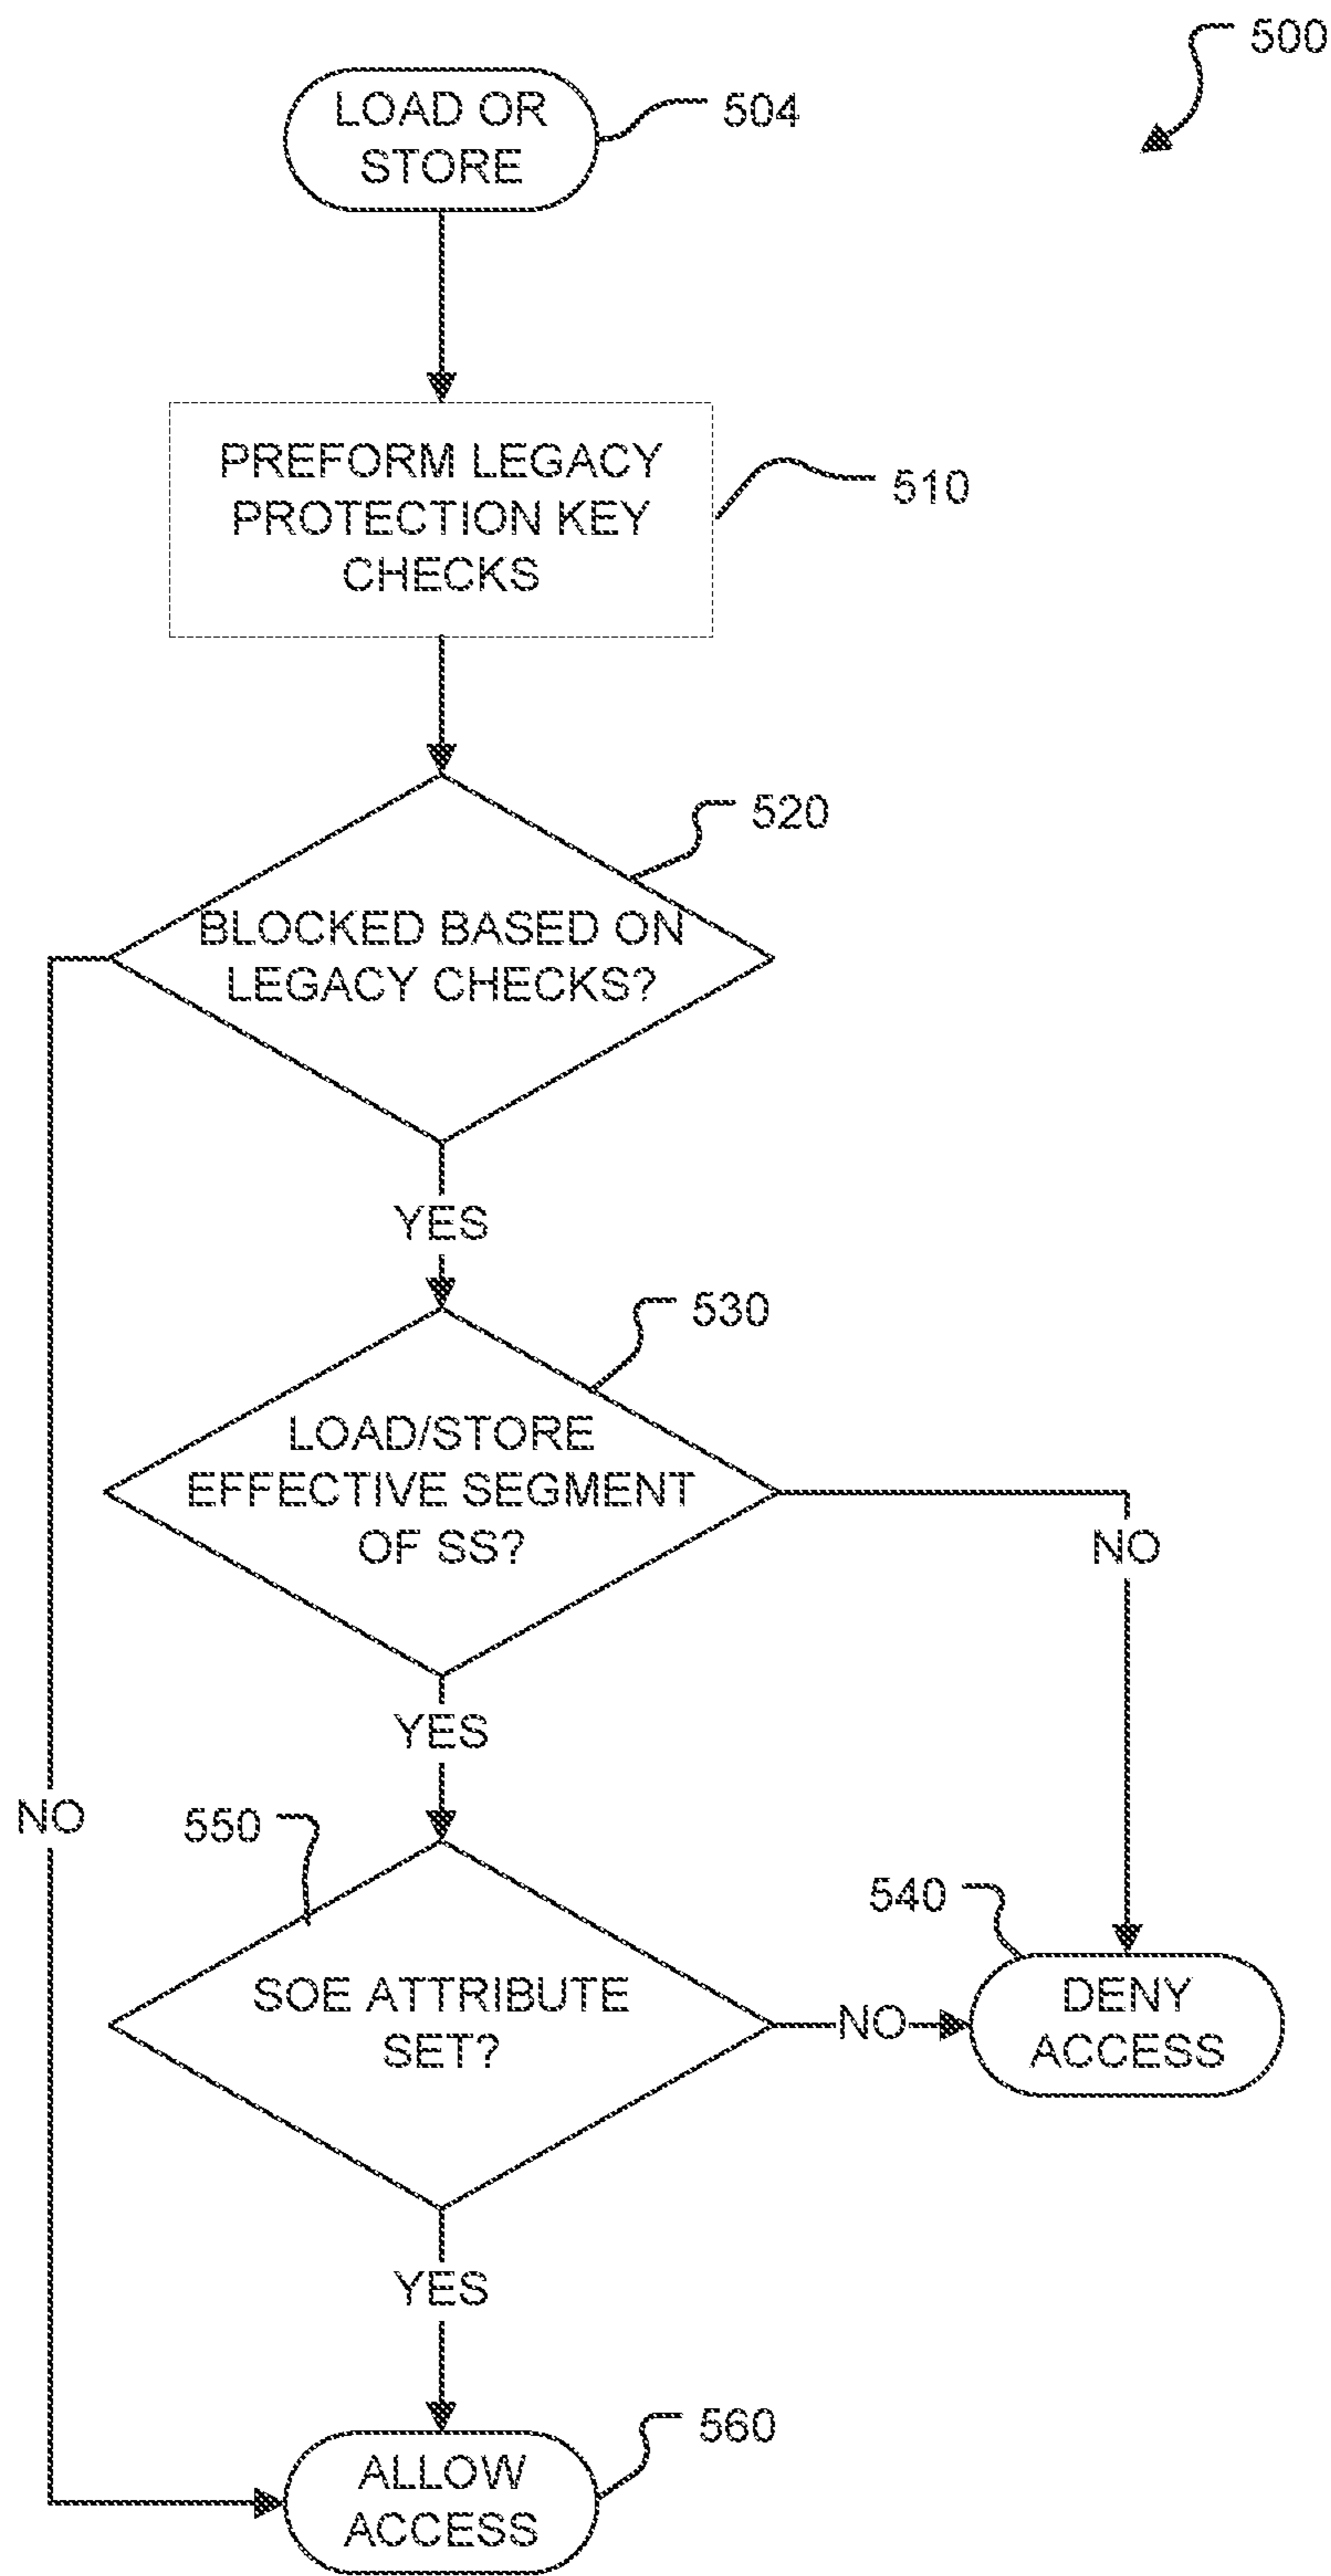 500
LOAD OR
STORE
504
PREFORM LEGACY
PROTECTION KEY
CHECKS
510
520
BLOCKED BASED ON
LEGACY CHECKS?
YES
530
LOAD/STORE
EFFECTIVE SEGMENT
OF SS?
NO
YES
NO
550
540
SOE ATTRIBUTE
SET?
NO
DENY
ACCESS
YES
560
ALLOW
ACCESS